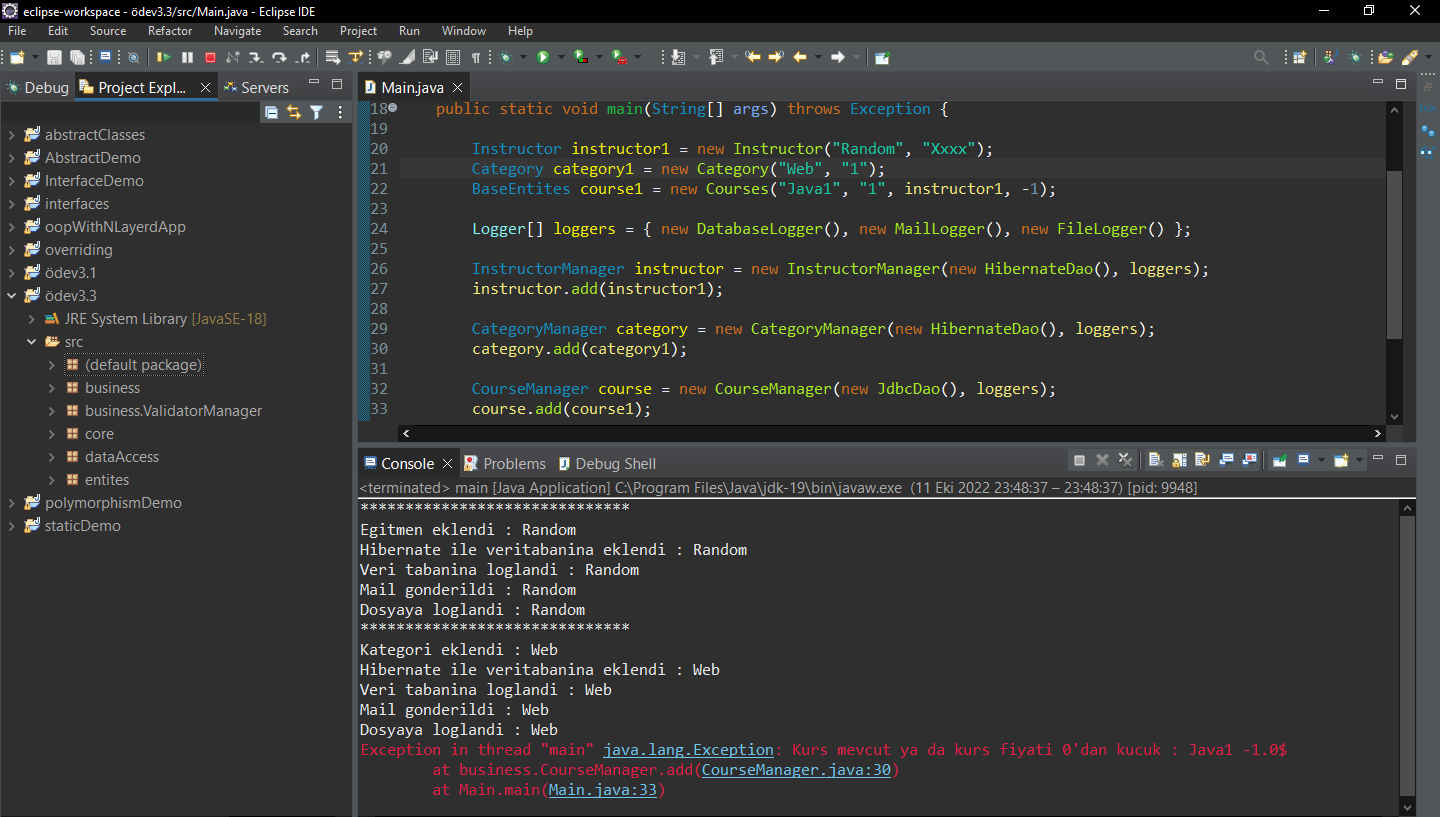 eclipse-workspace - ödev3.3/src/Main.java - Eclipse IDE
File Edit Source Refactor Navigate Search Project Run Window Help
Debug Project Expl... Servers
abstractClasses
AbstractDemo
InterfaceDemo
interfaces
oopWithNLayerdApp
overriding
ödev3.1
ödev3.3
JRE System Library [JavaSE-18]
src
(default package)
business
business.ValidatorManager
core
dataAccess
entites
polymorphismDemo
staticDemo
Main.java
18 public static void main(String[] args) throws Exception {
19
20 Instructor instructor1 = new Instructor("Random", "Xxxx");
21 Category category1 = new Category("Web", "1");
22 BaseEntites course1 = new Courses("Java1", "1", instructor1, -1);
23
24 Logger[] loggers = { new DatabaseLogger(), new MailLogger(), new FileLogger() };
25
26 InstructorManager instructor = new InstructorManager(new HibernateDao(), loggers);
27 instructor.add(instructor1);
28
29 CategoryManager category = new CategoryManager(new HibernateDao(), loggers);
30 category.add(category1);
31
32 CourseManager course = new CourseManager(new JdbcDao(), loggers);
33 course.add(course1);
Console Problems Debug Shell
<terminated> main [Java Application] C:\Program Files\Java\jdk-19\bin\javaw.exe (11 Eki 2022 23:48:37 – 23:48:37) [pid: 9948]
******************************
Egitmen eklendi : Random
Hibernate ile veritabanina eklendi : Random
Veri tabanina loglandi : Random
Mail gonderildi : Random
Dosyaya loglandi : Random
******************************
Kategori eklendi : Web
Hibernate ile veritabanina eklendi : Web
Veri tabanina loglandi : Web
Mail gonderildi : Web
Dosyaya loglandi : Web
Exception in thread "main" java.lang.Exception: Kurs mevcut ya da kurs fiyati 0'dan kucuk : Java1 -1.0$
at business.CourseManager.add(CourseManager.java:30)
at Main.main(Main.java:33)